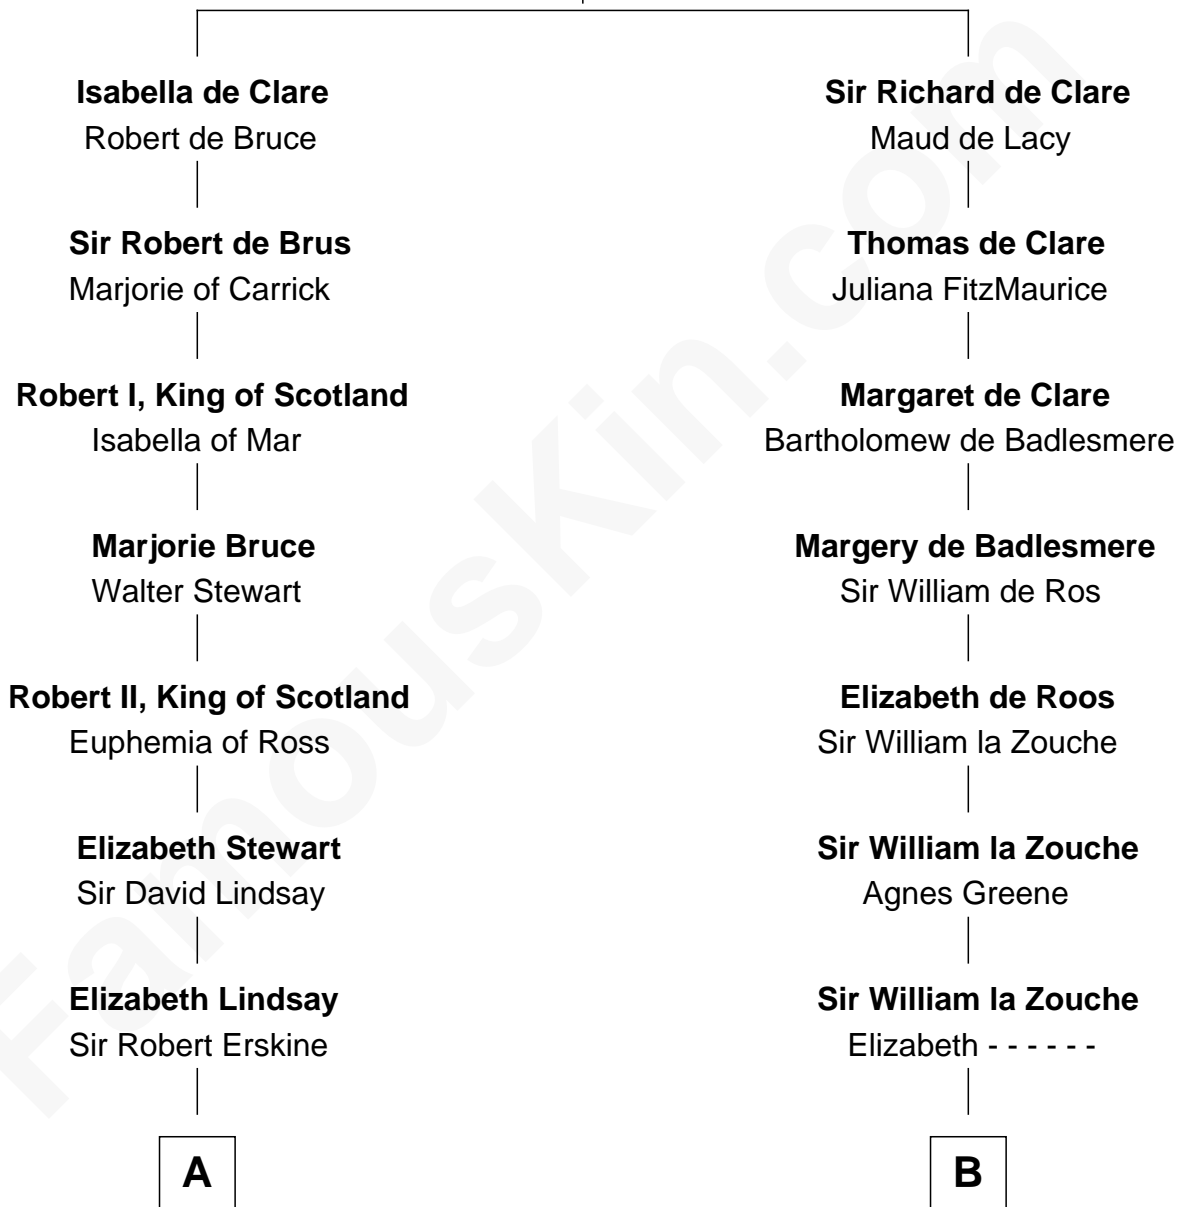 Isabella de Clare
Robert de Bruce
Sir Robert de Brus
Marjorie of Carrick
Robert I, King of Scotland
Isabella of Mar
Marjorie Bruce
Walter Stewart
Robert II, King of Scotland
Euphemia of Ross
Elizabeth Stewart
Sir David Lindsay
Elizabeth Lindsay
Sir Robert Erskine
A
Sir Richard de Clare
Maud de Lacy
Thomas de Clare
Juliana FitzMaurice
Margaret de Clare
Bartholomew de Badlesmere
Margery de Badlesmere
Sir William de Ros
Elizabeth de Roos
Sir William la Zouche
Sir William la Zouche
Agnes Greene
Sir William la Zouche
Elizabeth - - - - - -
B
FamousKin.com